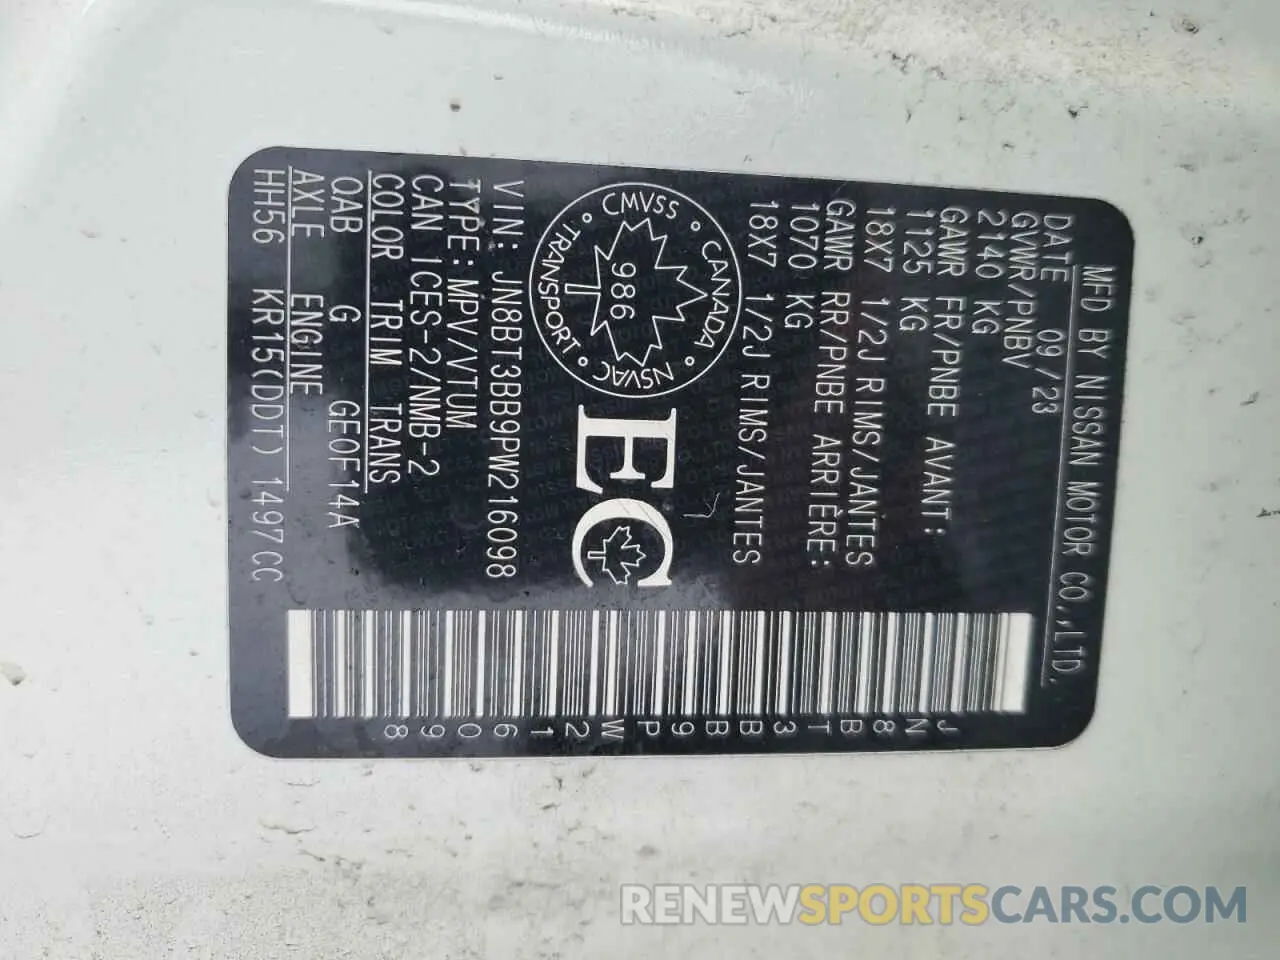 MFD BY NISSAN MOTOR CO.,LTD.
DATE 09/23
GVWR/PNBV
2140 KG
GAWR FR/PNBE AVANT:
1125 KG
18X7 1/2J RIMS/JANTES
GAWR RR/PNBE ARRIÈRE:
1070 KG
18X7 1/2J RIMS/JANTES
CMVSS CANADA NSVAC TRANSPORT
986
EC
VIN: JN8BT3BB9PW216098
TYPE: MPV/VTUM
CAN ICES-2/NMB-2
COLOR TRIM TRANS
QAB G GE0F14A
AXLE ENGINE
HH56 KR15(DDT) 1497CC
JN8BT3BB9PW216098
RENEWSPORTSCARS.COM